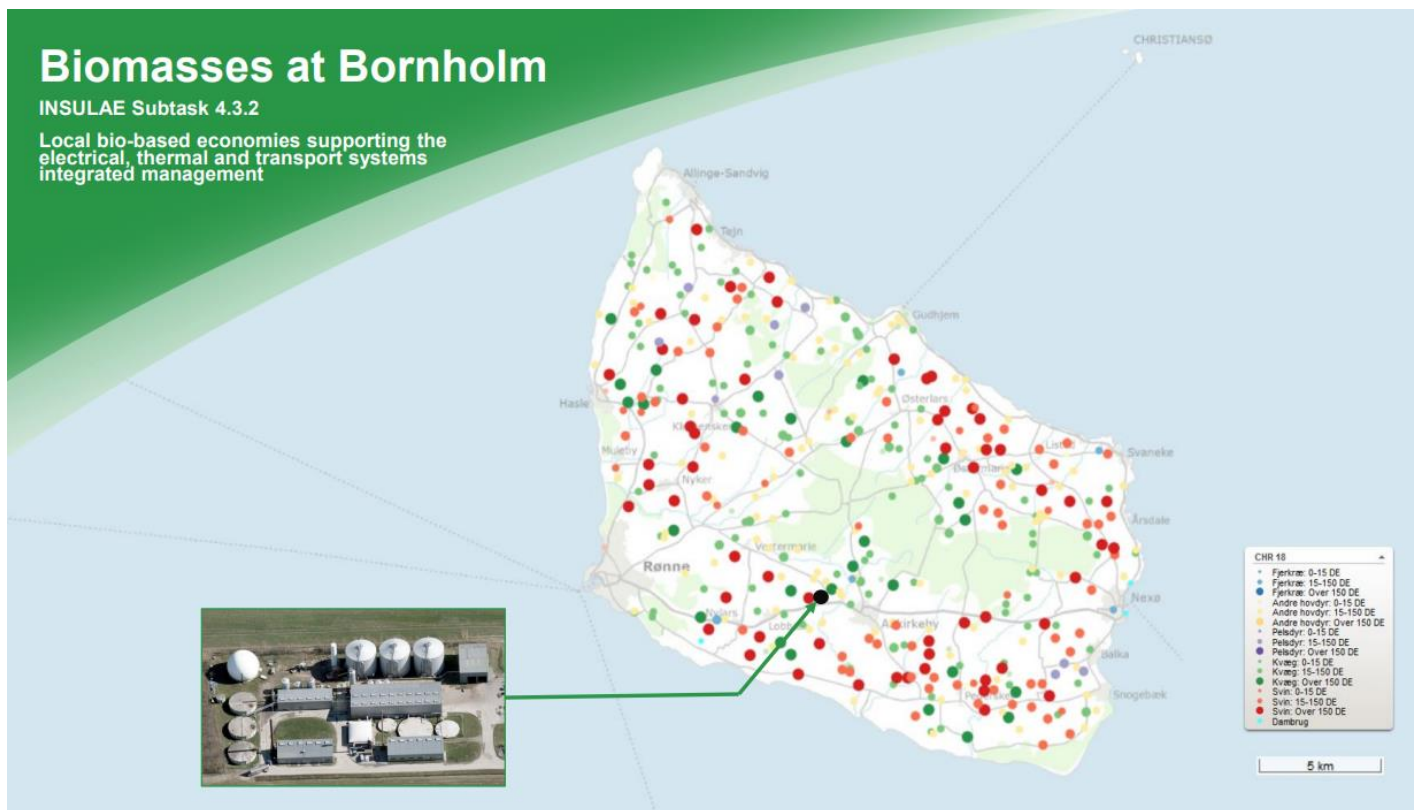 Biomasses at Bornholm
INSULAE Subtask 4.3.2
Local bio-based economies supporting the
electrical, thermal and transport systems
integrated management
CHRISTIANSØ
Allinge-Sandvig
Tejn
Gudhjem
Hasle
Østerlars
Muleby
Nyker
Svaneke
Årsdale
Vestermarie
Rønne
Nexø
Nylars
Balka
Snogebæk
CHR 18
Fjerkræ: 0-15 DE
Fjerkræ: 15-150 DE
Fjerkræ: Over 150 DE
Andre hovdyr: 0-15 DE
Andre hovdyr: 15-150 DE
Andre hovdyr: Over 150 DE
Pelsdyr: 0-15 DE
Pelsdyr: 15-150 DE
Pelsdyr: Over 150 DE
Kvæg: 0-15 DE
Kvæg: 15-150 DE
Kvæg: Over 150 DE
Svin: 0-15 DE
Svin: 15-150 DE
Svin: Over 150 DE
Dambrug
5 km